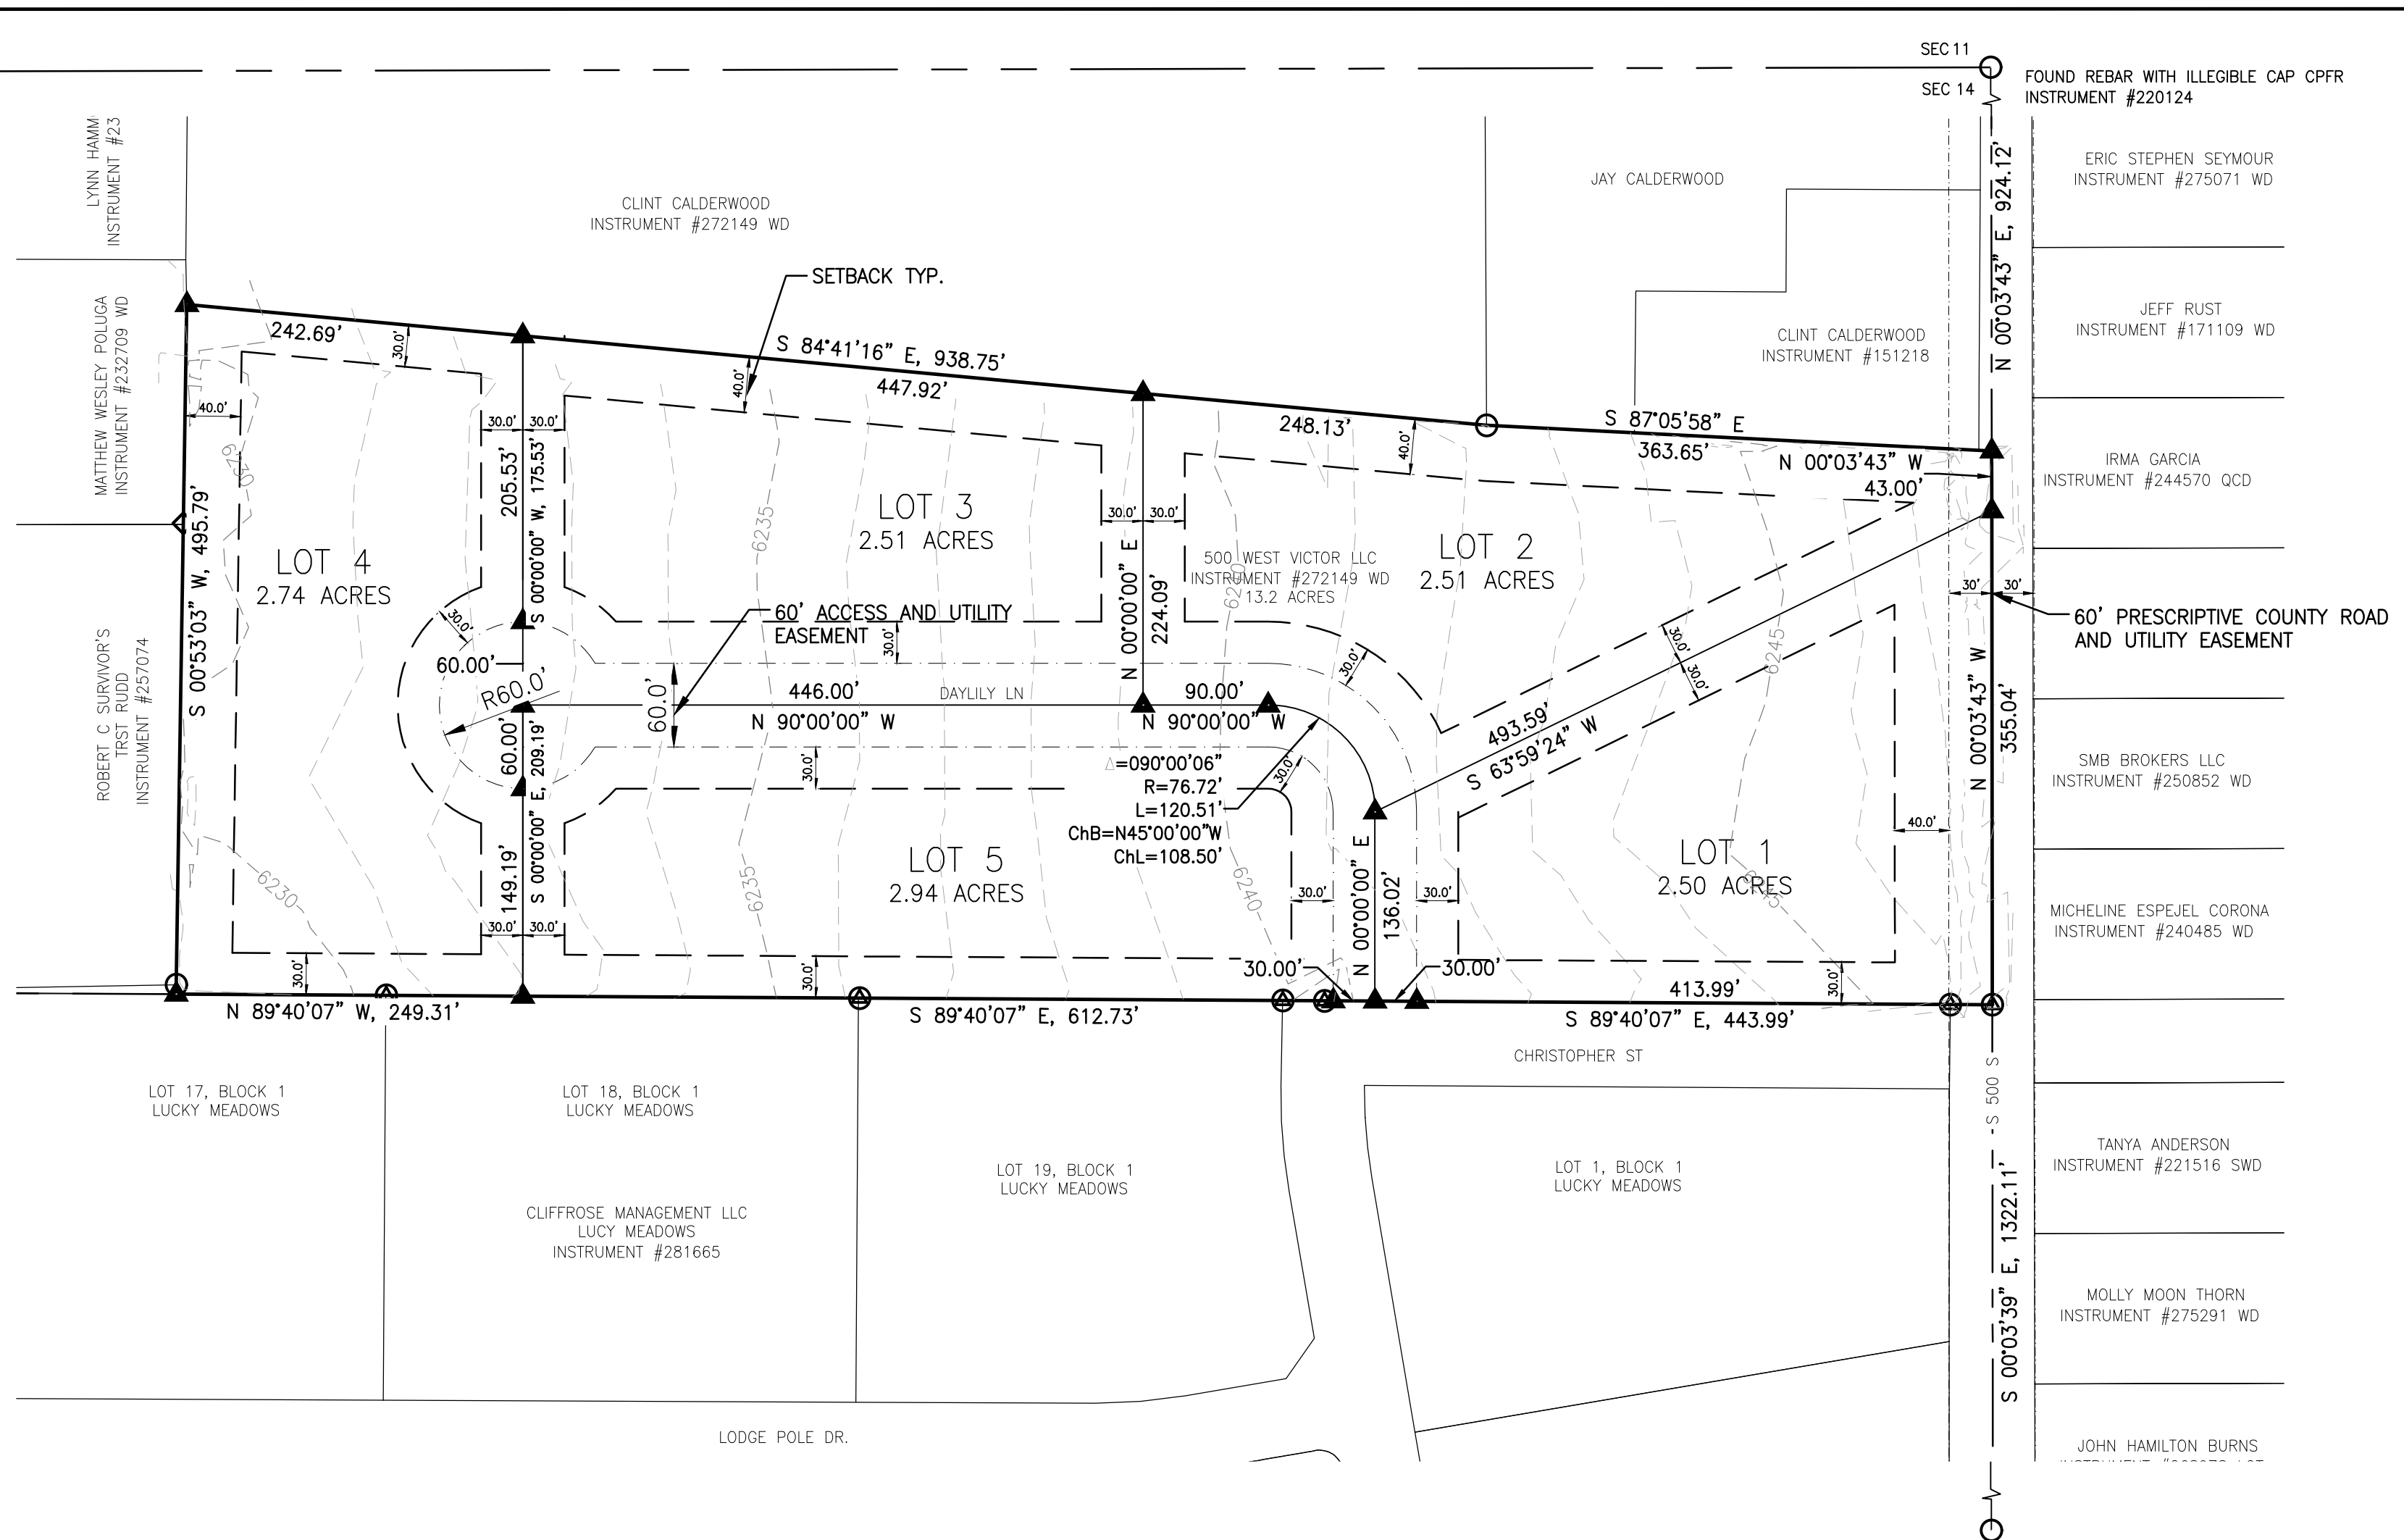 SEC 11
SEC 14
FOUND REBAR WITH ILLEGIBLE CAP CPFR
INSTRUMENT #220124
LYNN HAMM
INSTRUMENT #23
MATTHEW WESLEY POLUGA
INSTRUMENT #232709 WD
ROBERT C SURVIVOR'S
TRST RUDD
INSTRUMENT #257074
CLINT CALDERWOOD
INSTRUMENT #272149 WD
JAY CALDERWOOD
CLINT CALDERWOOD
INSTRUMENT #151218
N 00°03'43" E, 924.12'
ERIC STEPHEN SEYMOUR
INSTRUMENT #275071 WD
JEFF RUST
INSTRUMENT #171109 WD
IRMA GARCIA
INSTRUMENT #244570 QCD
60' PRESCRIPTIVE COUNTY ROAD
AND UTILITY EASEMENT
SMB BROKERS LLC
INSTRUMENT #250852 WD
MICHELINE ESPEJEL CORONA
INSTRUMENT #240485 WD
TANYA ANDERSON
INSTRUMENT #221516 SWD
MOLLY MOON THORN
INSTRUMENT #275291 WD
JOHN HAMILTON BURNS
SETBACK TYP.
242.69'
30.0'
S 84°41'16" E, 938.75'
447.92'
40.0'
248.13'
40.0'
S 87°05'58" E
363.65'
N 00°03'43" W
43.00'
40.0'
6230
S 00°53'03" W, 495.79'
LOT 4
2.74 ACRES
30.0'
30.0'
205.53'
S 00°00'00" W, 175.53'
6235
LOT 3
2.51 ACRES
30.0'
30.0'
N 00°00'00" E
224.09'
500 WEST VICTOR LLC
INSTRUMENT #272149 WD
13.2 ACRES
6240
LOT 2
2.51 ACRES
30'
30'
60' ACCESS AND UTILITY
EASEMENT
30.0'
30.0'
60.00'
R60.0'
60.0'
446.00'
DAYLILY LN
N 90°00'00" W
90.00'
N 90°00'00" W
30.0'
30.0'
30.0'
6245
493.59'
S 63°59'24" W
N 00°03'43" W
355.04'
60.00'
S 00°00'00" E, 209.19'
149.19'
30.0'
Δ=090°00'06"
R=76.72'
L=120.51'
ChB=N45°00'00"W
ChL=108.50'
30.0'
6230
6235
LOT 5
2.94 ACRES
6240
30.0'
30.0'
N 00°00'00" E
136.02'
LOT 1
2.50 ACRES
6245
40.0'
30.0'
30.0'
30.0'
30.0'
30.00'
30.00'
413.99'
30.0'
N 89°40'07" W, 249.31'
S 89°40'07" E, 612.73'
S 89°40'07" E, 443.99'
CHRISTOPHER ST
S 500 S
S 00°03'39" E, 1322.11'
LOT 17, BLOCK 1
LUCKY MEADOWS
LOT 18, BLOCK 1
LUCKY MEADOWS
CLIFFROSE MANAGEMENT LLC
LUCY MEADOWS
INSTRUMENT #281665
LOT 19, BLOCK 1
LUCKY MEADOWS
LOT 1, BLOCK 1
LUCKY MEADOWS
LODGE POLE DR.